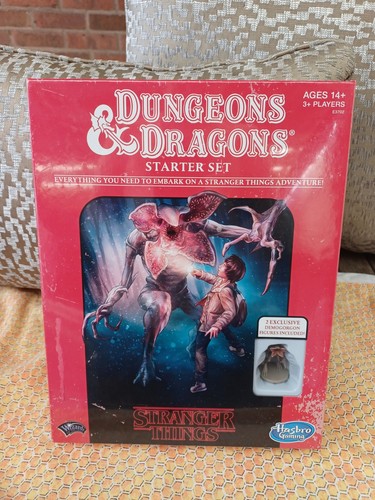 DUNGEONS
& DRAGONS®
STARTER SET
AGES 14+
3+ PLAYERS
EVERYTHING YOU NEED TO EMBARK ON A STRANGER THINGS ADVENTURE!
2 EXCLUSIVE
DEMOGORGON
FIGURES INCLUDED!
STRANGER
THINGS
Wizards
Hasbro
Gaming